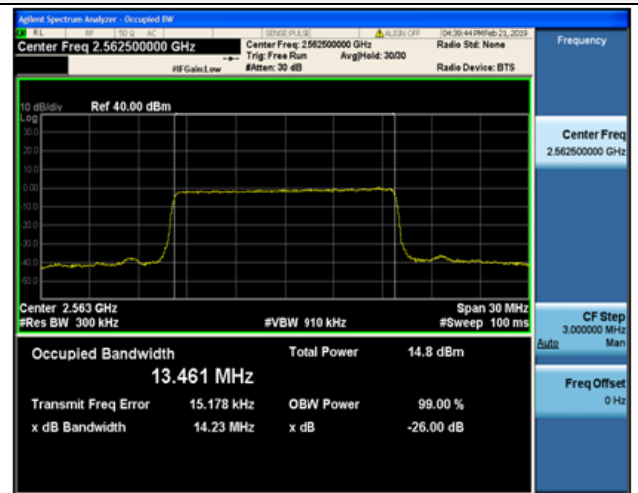 Agilent Spectrum Analyzer - Occupied BW
RL RF 50 Ω AC SENSE:PULSE ALIGN OFF 04:39:44 PM Feb 21, 2019
Center Freq 2.562500000 GHz
Center Freq: 2.562500000 GHz Radio Std: None
Trig: Free Run Avg|Hold: 30/30
#IFGain:Low #Atten: 30 dB Radio Device: BTS
Frequency
10 dB/div Ref 40.00 dBm
Log
30.0
20.0
10.0
0.00
-10.0
-20.0
-30.0
-40.0
-50.0
Center 2.563 GHz Span 30 MHz
#Res BW 300 kHz #VBW 910 kHz #Sweep 100 ms
Occupied Bandwidth Total Power 14.8 dBm
13.461 MHz
Transmit Freq Error 15.178 kHz OBW Power 99.00 %
x dB Bandwidth 14.23 MHz x dB -26.00 dB
Center Freq
2.562500000 GHz
CF Step
3.000000 MHz
Auto Man
Freq Offset
0 Hz